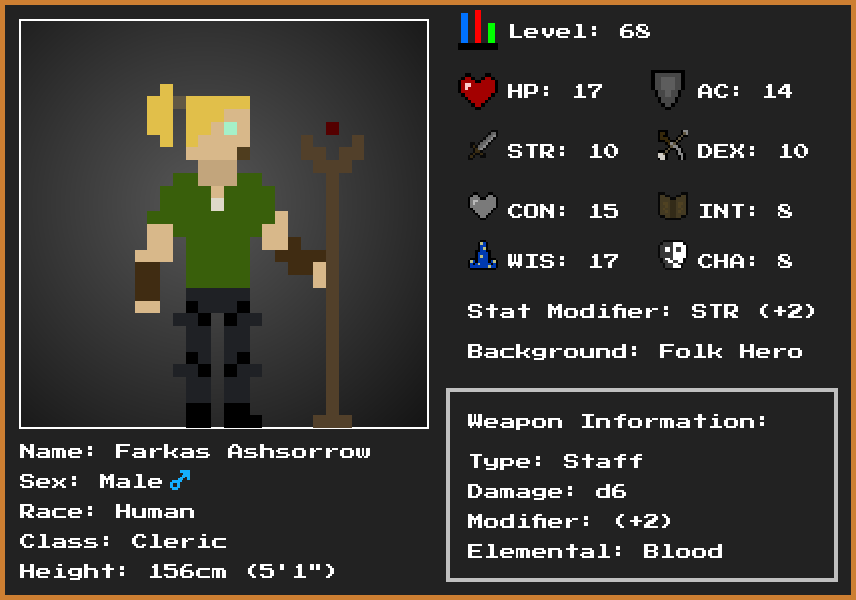 Level: 68
HP: 17
AC: 14
STR: 10
DEX: 10
CON: 15
INT: 8
WIS: 17
CHA: 8
Stat Modifier: STR (+2)
Background: Folk Hero
Weapon Information:
Type: Staff
Damage: d6
Modifier: (+2)
Elemental: Blood
Name: Farkas Ashsorrow
Sex: Male♂
Race: Human
Class: Cleric
Height: 156cm (5'1")